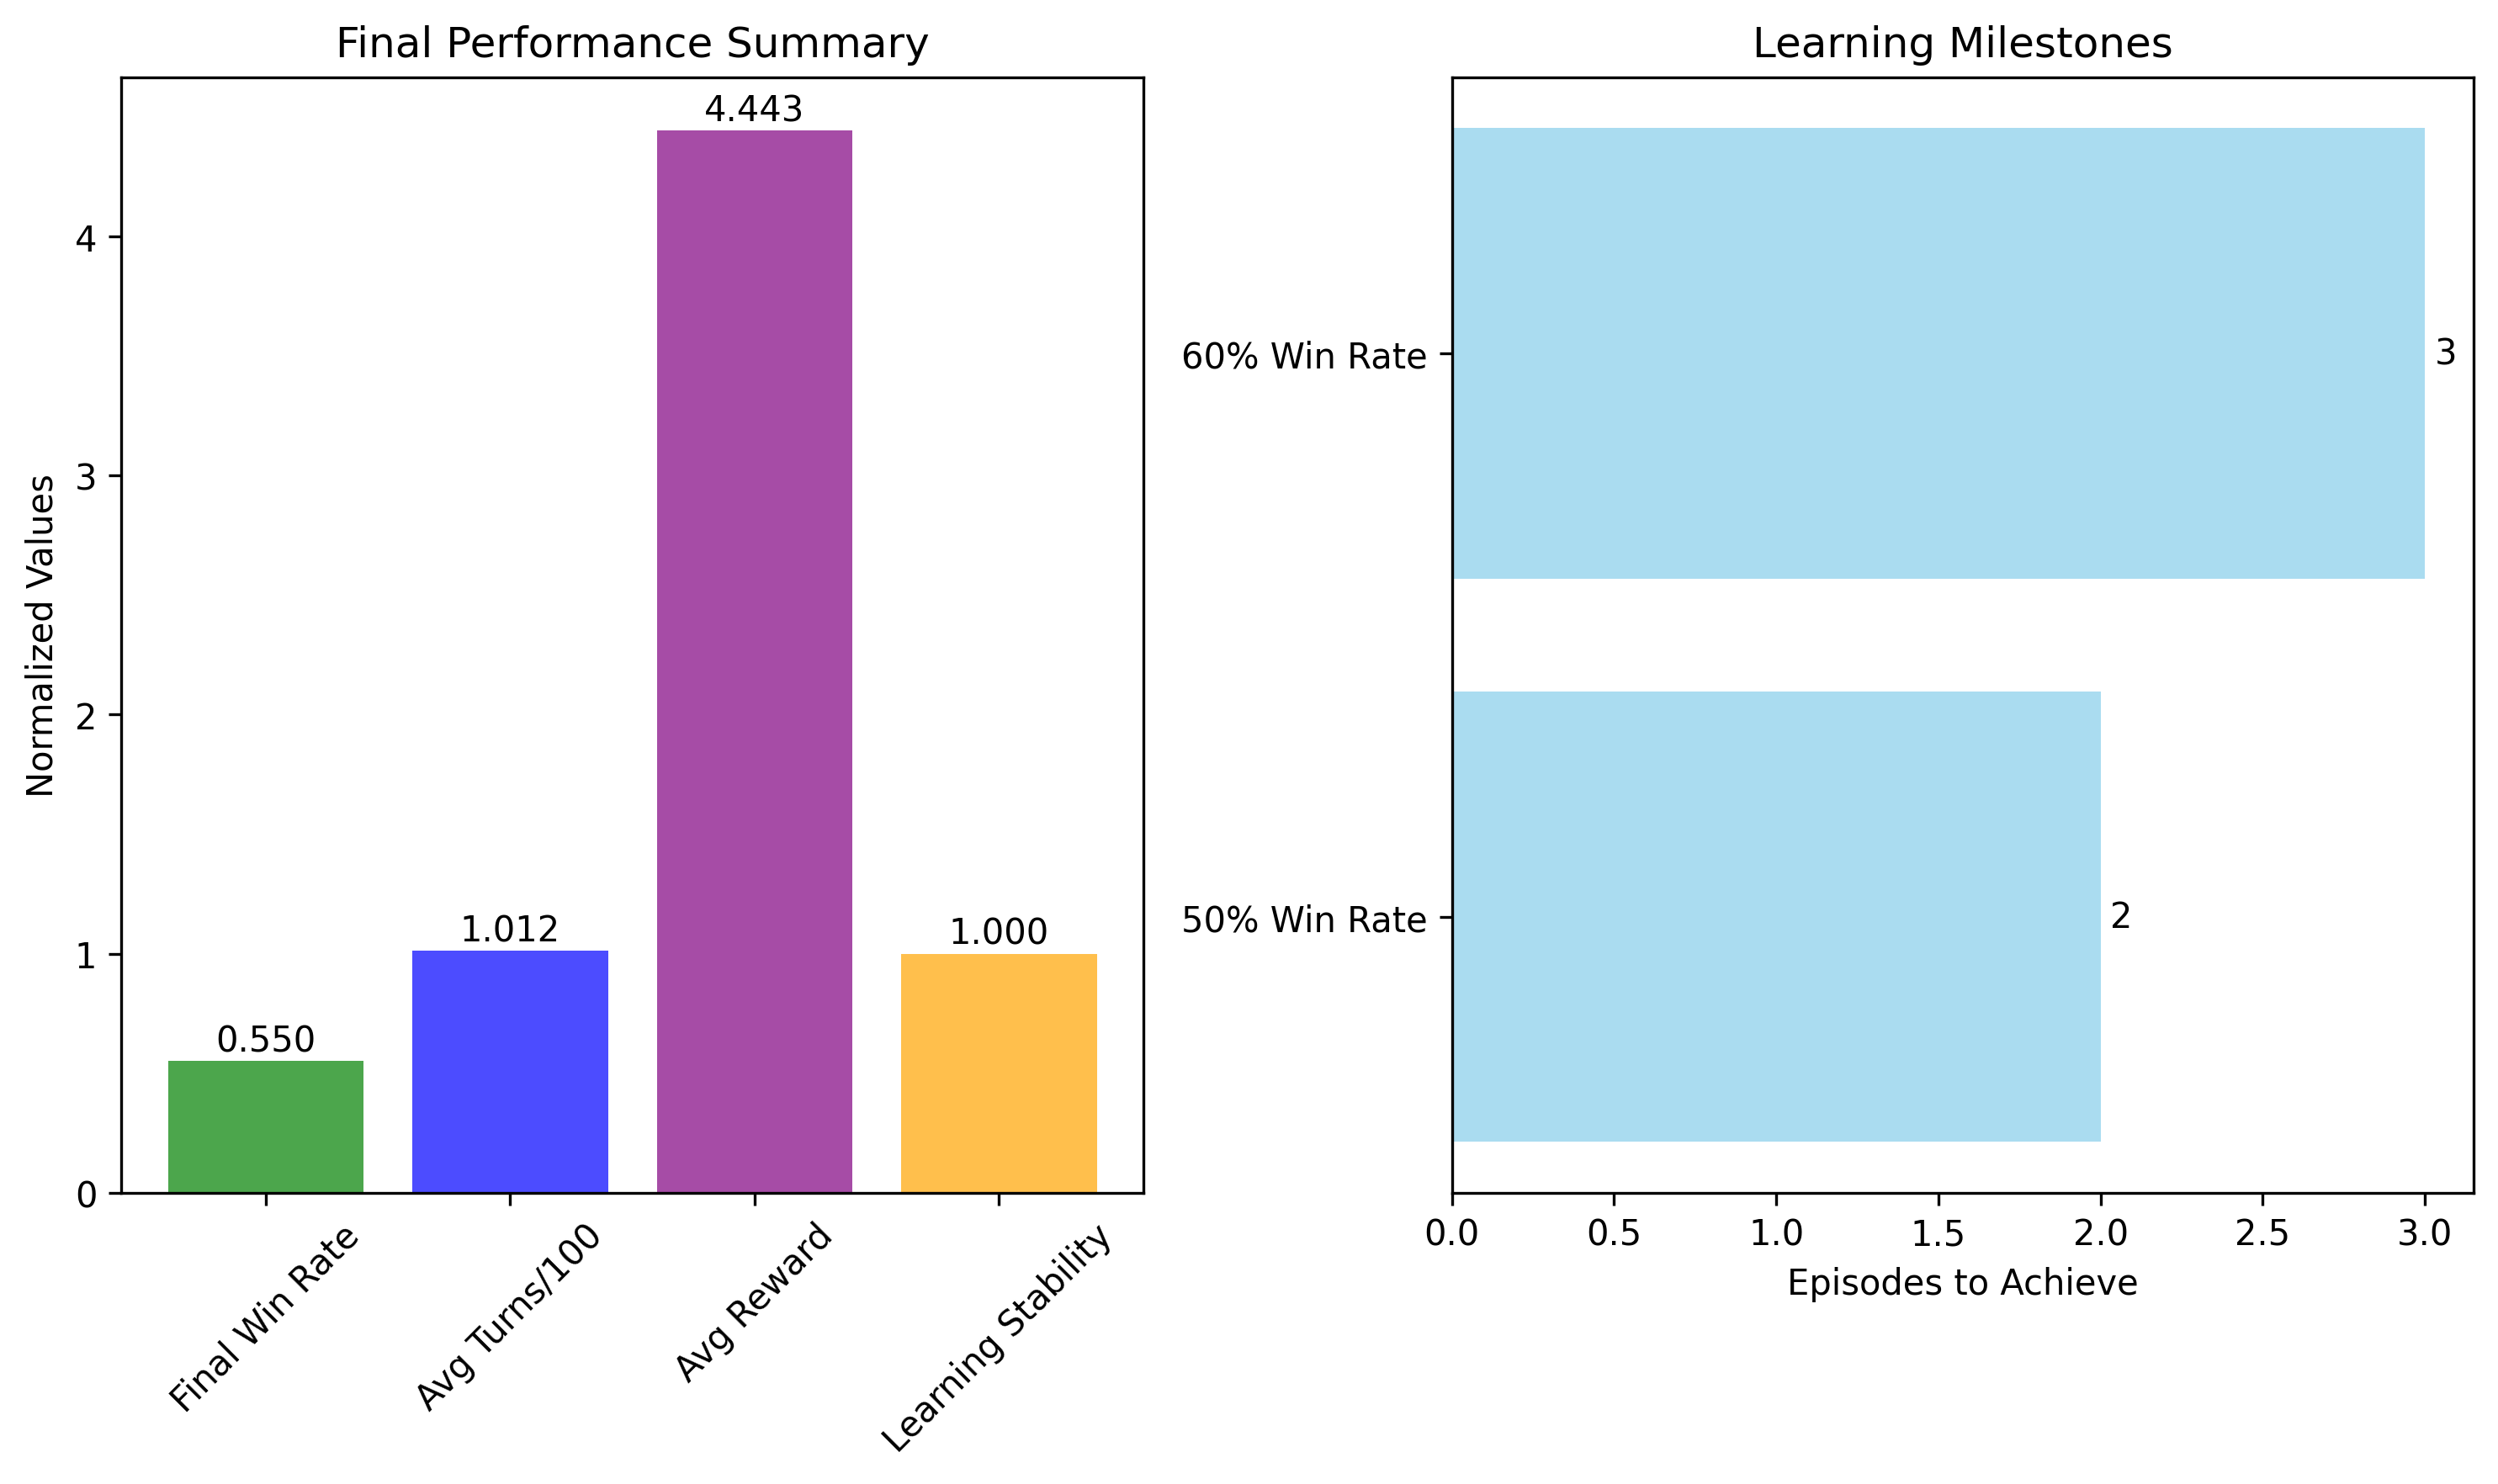 Final Performance Summary
Normalized Values
4
3
2
1
0
0.550
1.012
4.443
1.000
Final Win Rate
Avg Turns/100
Avg Reward
Learning Stability
Learning Milestones
60% Win Rate
50% Win Rate
3
2
0.0 0.5 1.0 1.5 2.0 2.5 3.0
Episodes to Achieve